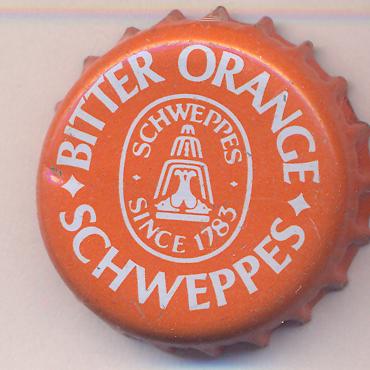 BITTER ORANGE
SCHWEPPES
SCHWEPPES
SINCE 1783